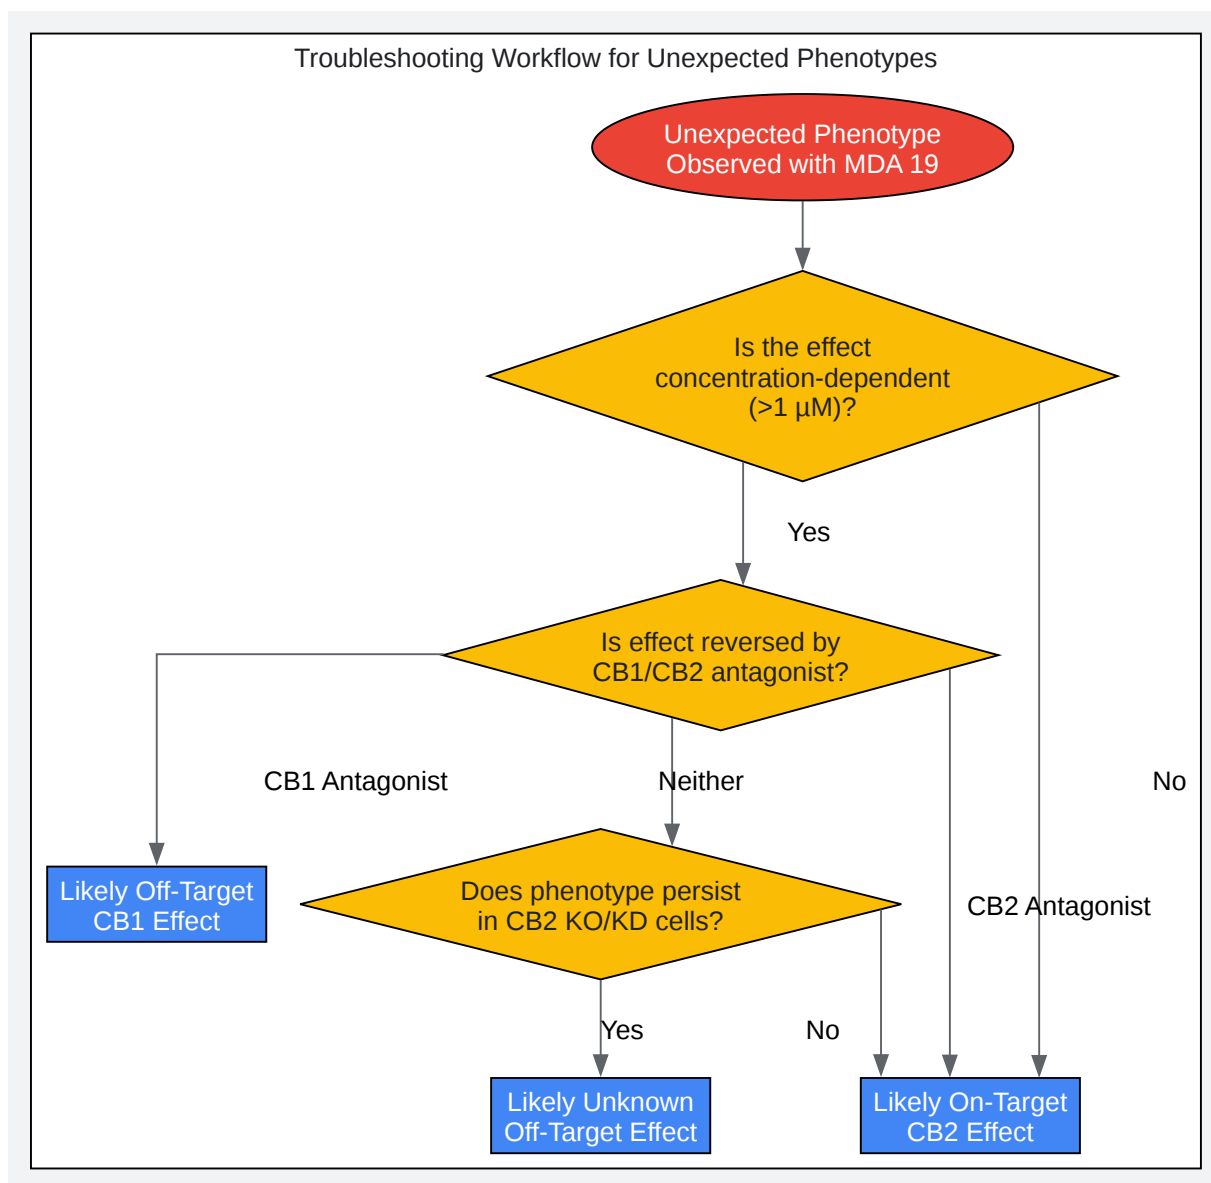 Troubleshooting Workflow for Unexpected Phenotypes
Unexpected Phenotype
Observed with MDA 19
Is the effect
concentration-dependent
(>1 µM)?
Yes
Is effect reversed by
CB1/CB2 antagonist?
CB1 Antagonist
Neither
No
Likely Off-Target
CB1 Effect
Does phenotype persist
in CB2 KO/KD cells?
CB2 Antagonist
Yes
No
Likely Unknown
Off-Target Effect
Likely On-Target
CB2 Effect